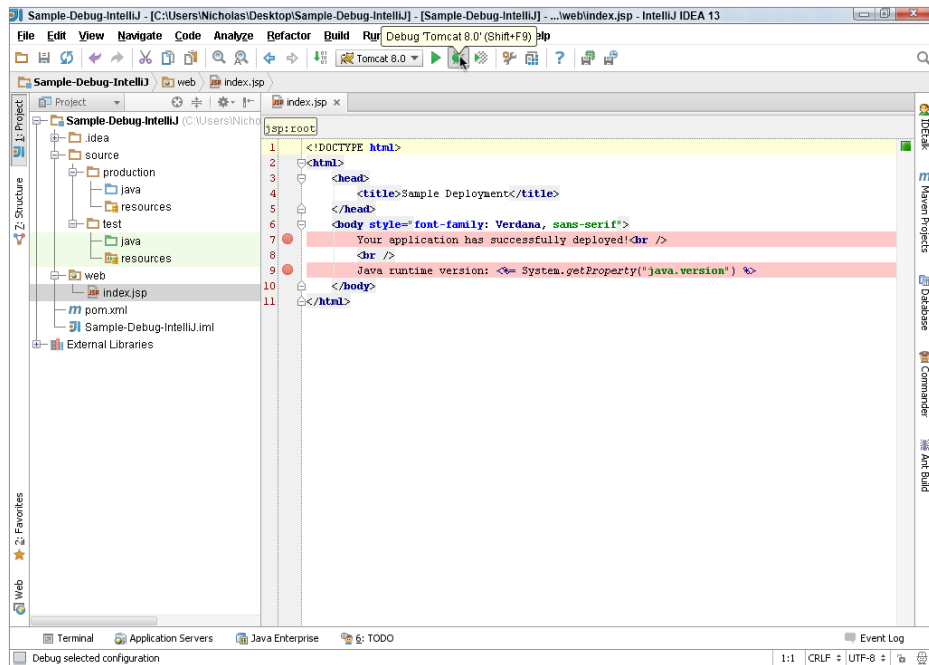 Sample-Debug-IntelliJ - [C:\Users\Nicholas\Desktop\Sample-Debug-IntelliJ] - [Sample-Debug-IntelliJ] - ...\web\index.jsp - IntelliJ IDEA 13
File Edit View Navigate Code Analyze Refactor Build
Debug 'Tomcat 8.0' (Shift+F9)
Tomcat 8.0
Sample-Debug-IntelliJ web index.jsp
Project
index.jsp
1: Project
Z: Structure
2: Favorites
Web
Sample-Debug-IntelliJ (C:\Users\Nicho
.idea
source
production
java
resources
test
java
resources
web
index.jsp
pom.xml
Sample-Debug-IntelliJ.iml
External Libraries
jsp:root
1 <!DOCTYPE html>
2 <html>
3 <head>
4 <title>Sample Deployment</title>
5 </head>
6 <body style="font-family: Verdana, sans-serif">
7 Your application has successfully deployed!<br />
8 <br />
9 Java runtime version: <%= System.getProperty("java.version") %>
10 </body>
11 </html>
IDEtalk
Maven Projects
Database
Commander
Ant Build
Terminal Application Servers Java Enterprise 6: TODO Event Log
Debug selected configuration 1:1 CRLF UTF-8